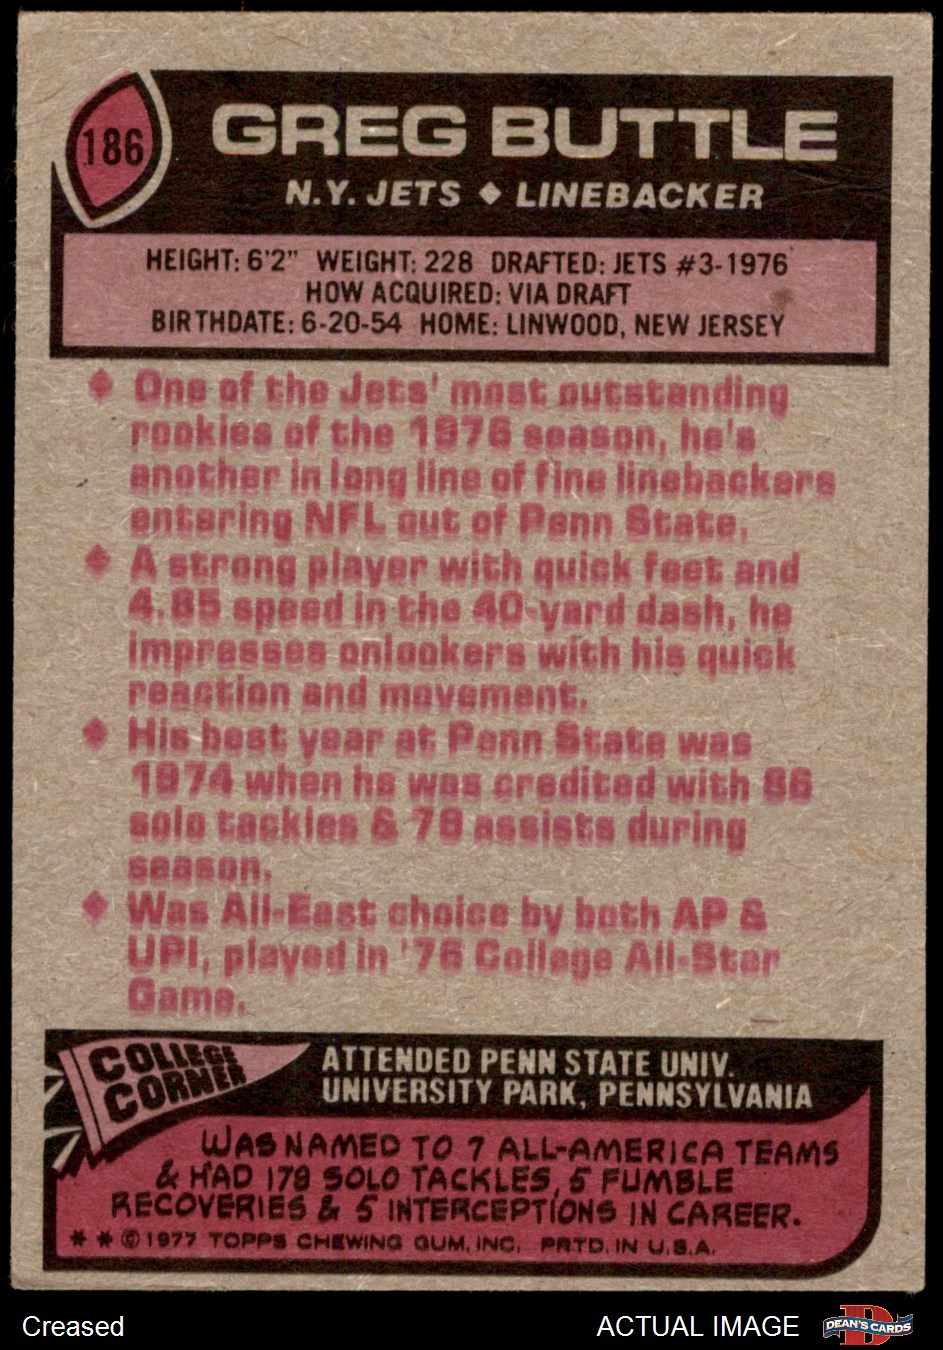 186
GREG BUTTLE
N.Y. JETS ♦ LINEBACKER
HEIGHT: 6'2" WEIGHT: 228 DRAFTED: JETS #3-1976
HOW ACQUIRED: VIA DRAFT
BIRTHDATE: 6-20-54 HOME: LINWOOD, NEW JERSEY
♦ One of the Jets' most outstanding
rookies of the 1976 season, he's
another in long line of fine linebackers
entering NFL out of Penn State.
♦ A strong player with quick feet and
4.85 speed in the 40-yard dash, he
impresses onlookers with his quick
reaction and movement.
♦ His best year at Penn State was
1974 when he was credited with
solo tackles & assists during
season.
♦ Was All-East choice by both AP &
UPI, played in '76 College All-Star
Game.
COLLEGE
CORNER
ATTENDED PENN STATE UNIV.
UNIVERSITY PARK, PENNSYLVANIA
WAS NAMED TO 7 ALL-AMERICA TEAMS
& HAD 178 SOLO TACKLES, 5 FUMBLE
RECOVERIES & 5 INTERCEPTIONS IN CAREER.
* * © 1977 TOPPS CHEWING GUM, INC. PRTD. IN U.S.A.
Creased
ACTUAL IMAGE
DEAN'S CARDS